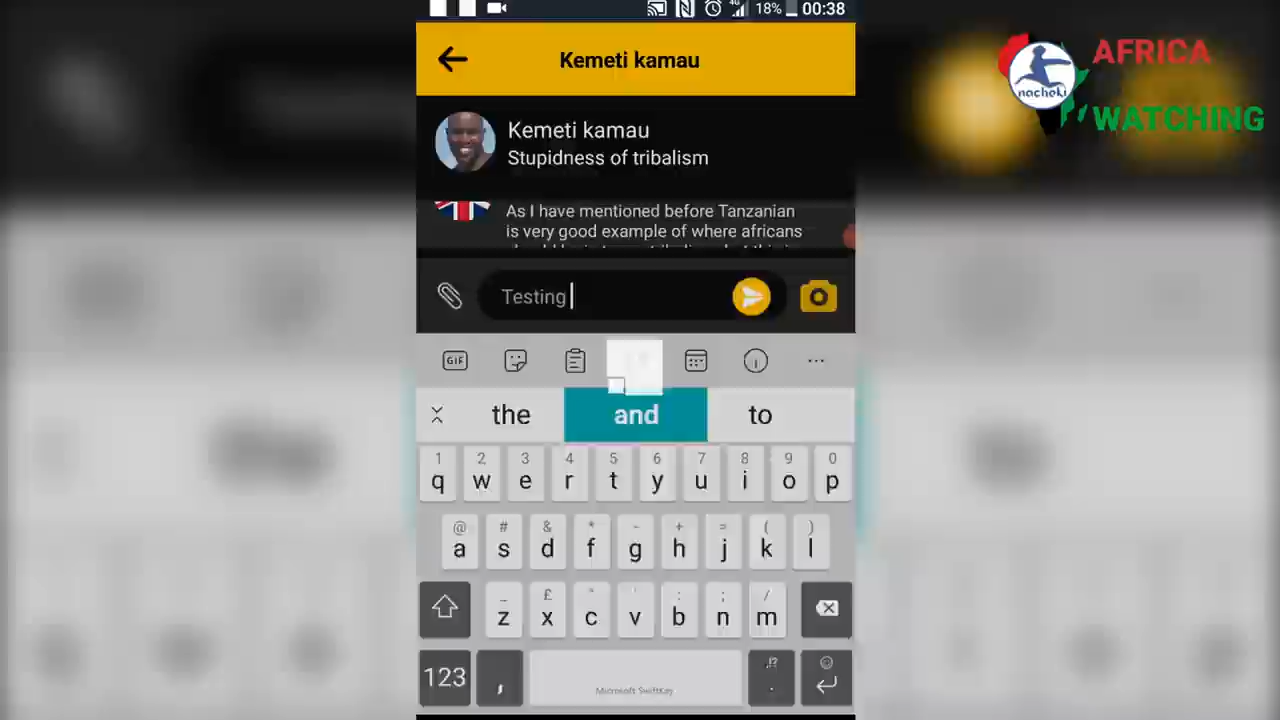 18% 00:38
Kemeti kamau
AFRICA
nacheki
WATCHING
Kemeti kamau
Stupidness of tribalism
As I have mentioned before Tanzanian
is very good example of where africans
Testing
GIF
the and to
1 2 3 4 5 6 7 8 9 0
q w e r t y u i o p
@ # & * - + = ( )
a s d f g h j k l
_ £ " ' : ; /
z x c v b n m
123 , !? .
Microsoft SwiftKey